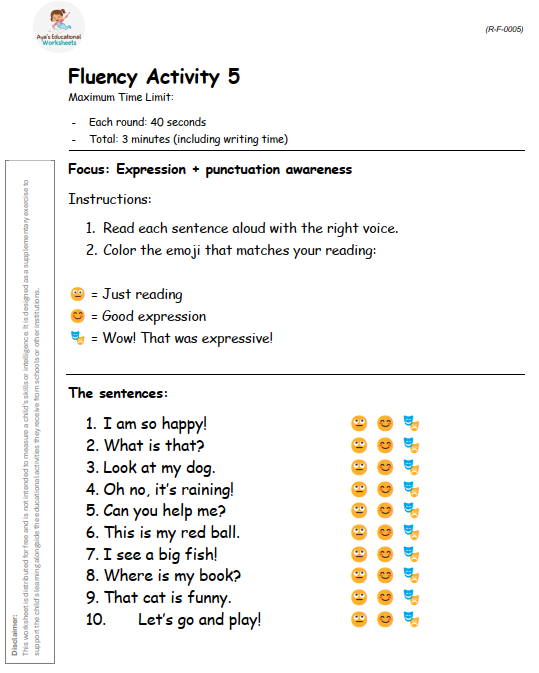 Aya's Educational
Worksheets
(R-F-0005)
Fluency Activity 5
Maximum Time Limit:
- Each round: 40 seconds
- Total: 3 minutes (including writing time)
Focus: Expression + punctuation awareness
Instructions:
1. Read each sentence aloud with the right voice.
2. Color the emoji that matches your reading:
😐 = Just reading
😊 = Good expression
🎭 = Wow! That was expressive!
The sentences:
1. I am so happy! 😐 😊 🎭
2. What is that? 😐 😊 🎭
3. Look at my dog. 😐 😊 🎭
4. Oh no, it's raining! 😐 😊 🎭
5. Can you help me? 😐 😊 🎭
6. This is my red ball. 😐 😊 🎭
7. I see a big fish! 😐 😊 🎭
8. Where is my book? 😐 😊 🎭
9. That cat is funny. 😐 😊 🎭
10. Let's go and play! 😐 😊 🎭
Disclaimer:
This worksheet is distributed for free and is not intended to measure a child's skills or intelligence. It is designed as a supplementary exercise to
support the child's learning alongside the educational activities they receive from schools or other institutions.